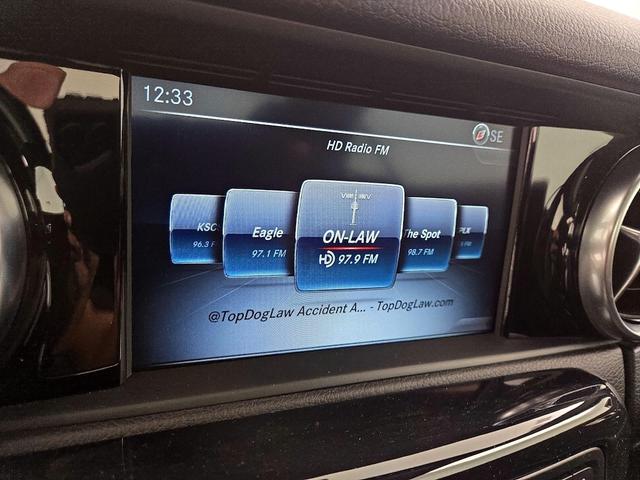 12:33
SE
HD Radio FM
KSC
96.3 F
Eagle
97.1 FM
ON-LAW
HD 97.9 FM
The Spot
98.7 FM
@TopDogLaw Accident A... - TopDogLaw.com